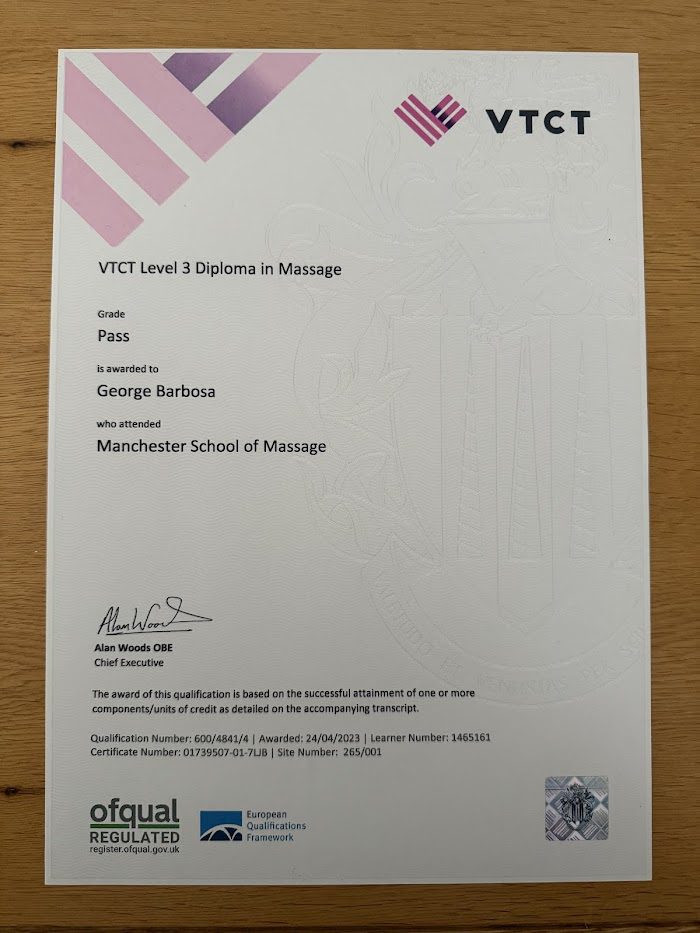 VTCT
VTCT Level 3 Diploma in Massage
Grade
Pass
is awarded to
George Barbosa
who attended
Manchester School of Massage
Alan Woods OBE
Chief Executive
The award of this qualification is based on the successful attainment of one or more
components/units of credit as detailed on the accompanying transcript.
Qualification Number: 600/4841/4 | Awarded: 24/04/2023 | Learner Number: 1465161
Certificate Number: 01739507-01-7LJB | Site Number: 265/001
ofqual
REGULATED
register.ofqual.gov.uk
European
Qualifications
Framework